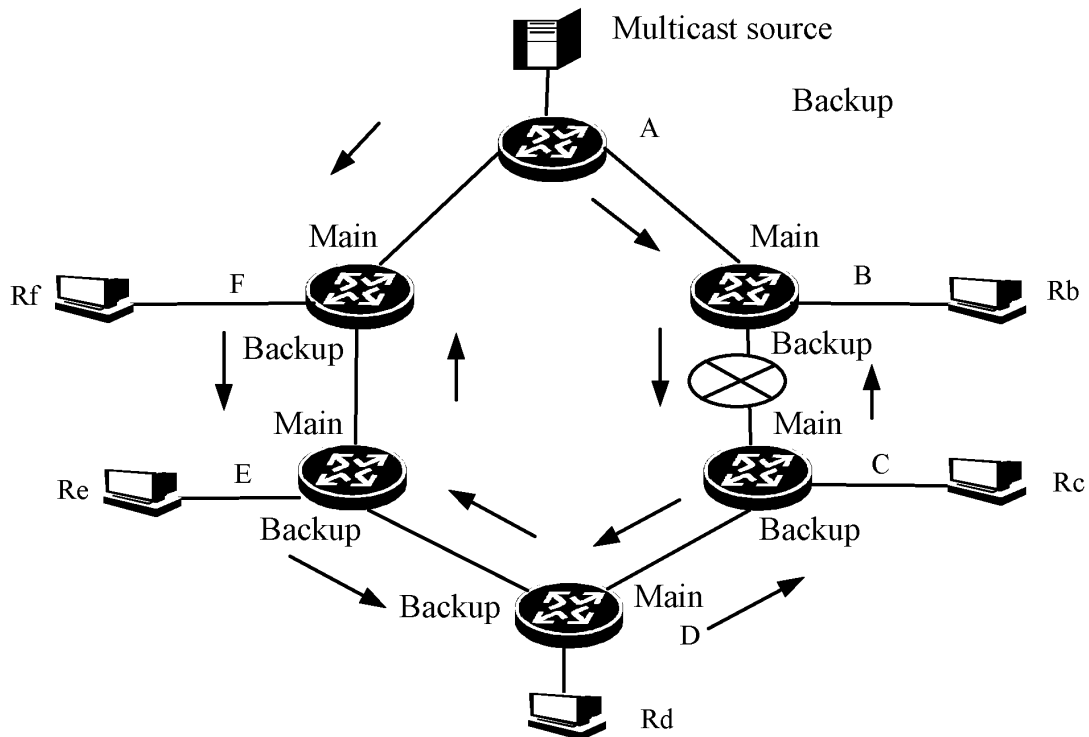 Multicast source
Backup
A
Main
Main
Rf
F
B
Rb
Backup
Backup
Main
Main
Re
E
C
Rc
Backup
Backup
Backup
Main
D
Rd